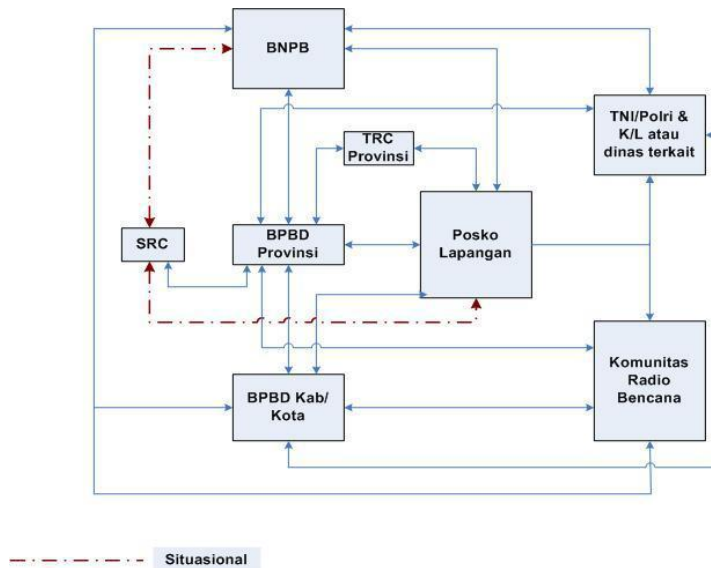 BNPB
TNI/Polri &
K/L atau
dinas terkait
TRC
Provinsi
SRC
BPBD
Provinsi
Posko
Lapangan
BPBD Kab/
Kota
Komunitas
Radio
Bencana
Situasional